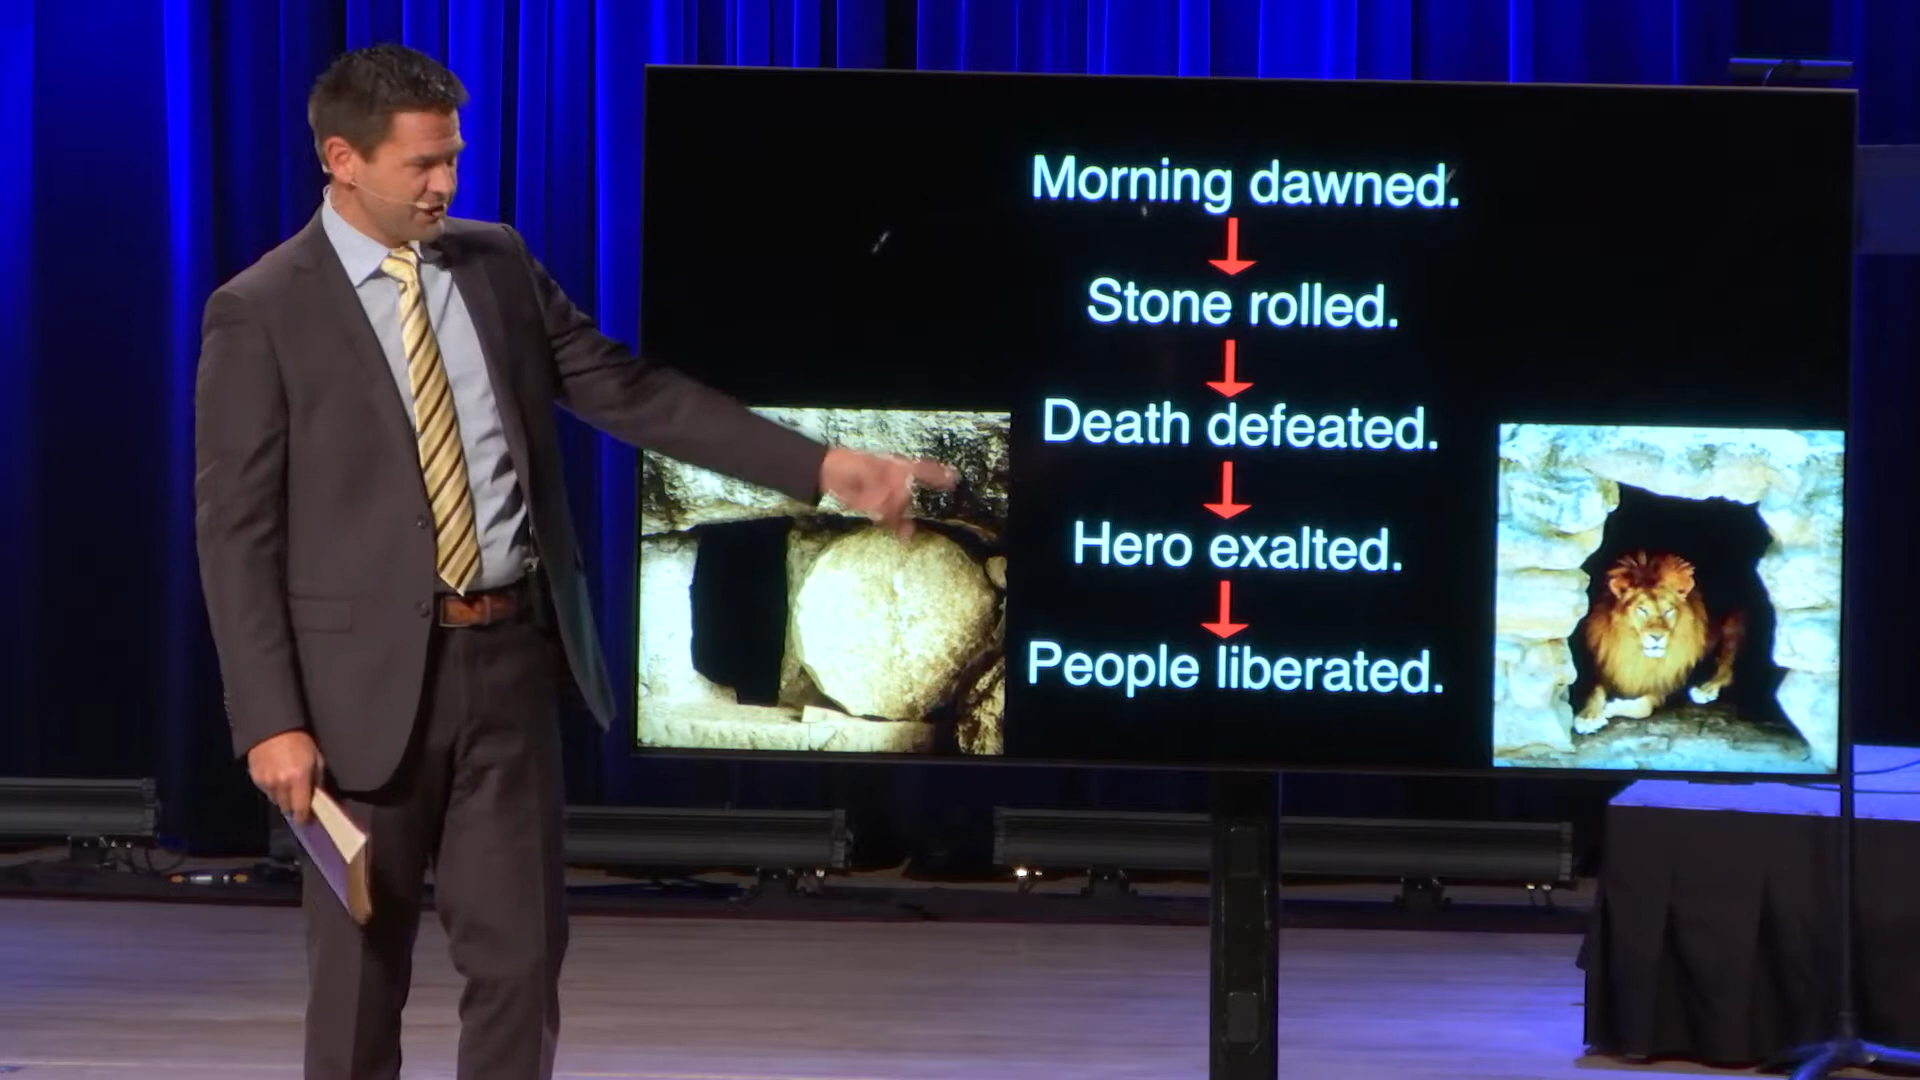 Morning dawned.
Stone rolled.
Death defeated.
Hero exalted.
People liberated.